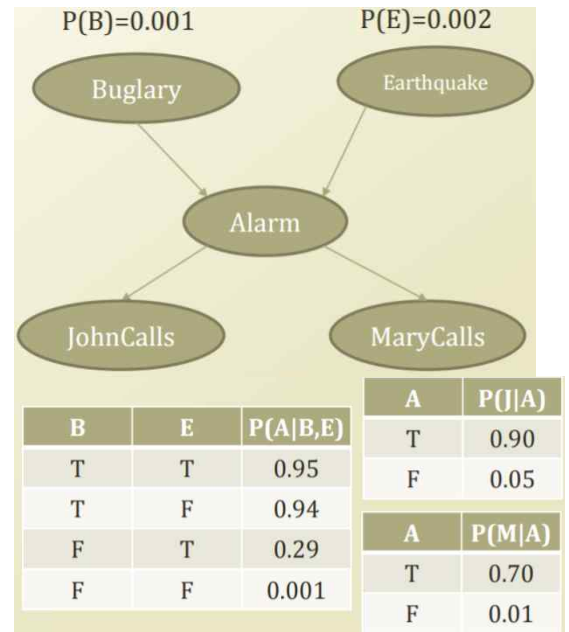 P(B)=0.001
P(E)=0.002
Buglary
Earthquake
Alarm
JohnCalls
MaryCalls
B E P(A|B,E)
T T 0.95
T F 0.94
F T 0.29
F F 0.001
A P(J|A)
T 0.90
F 0.05
A P(M|A)
T 0.70
F 0.01